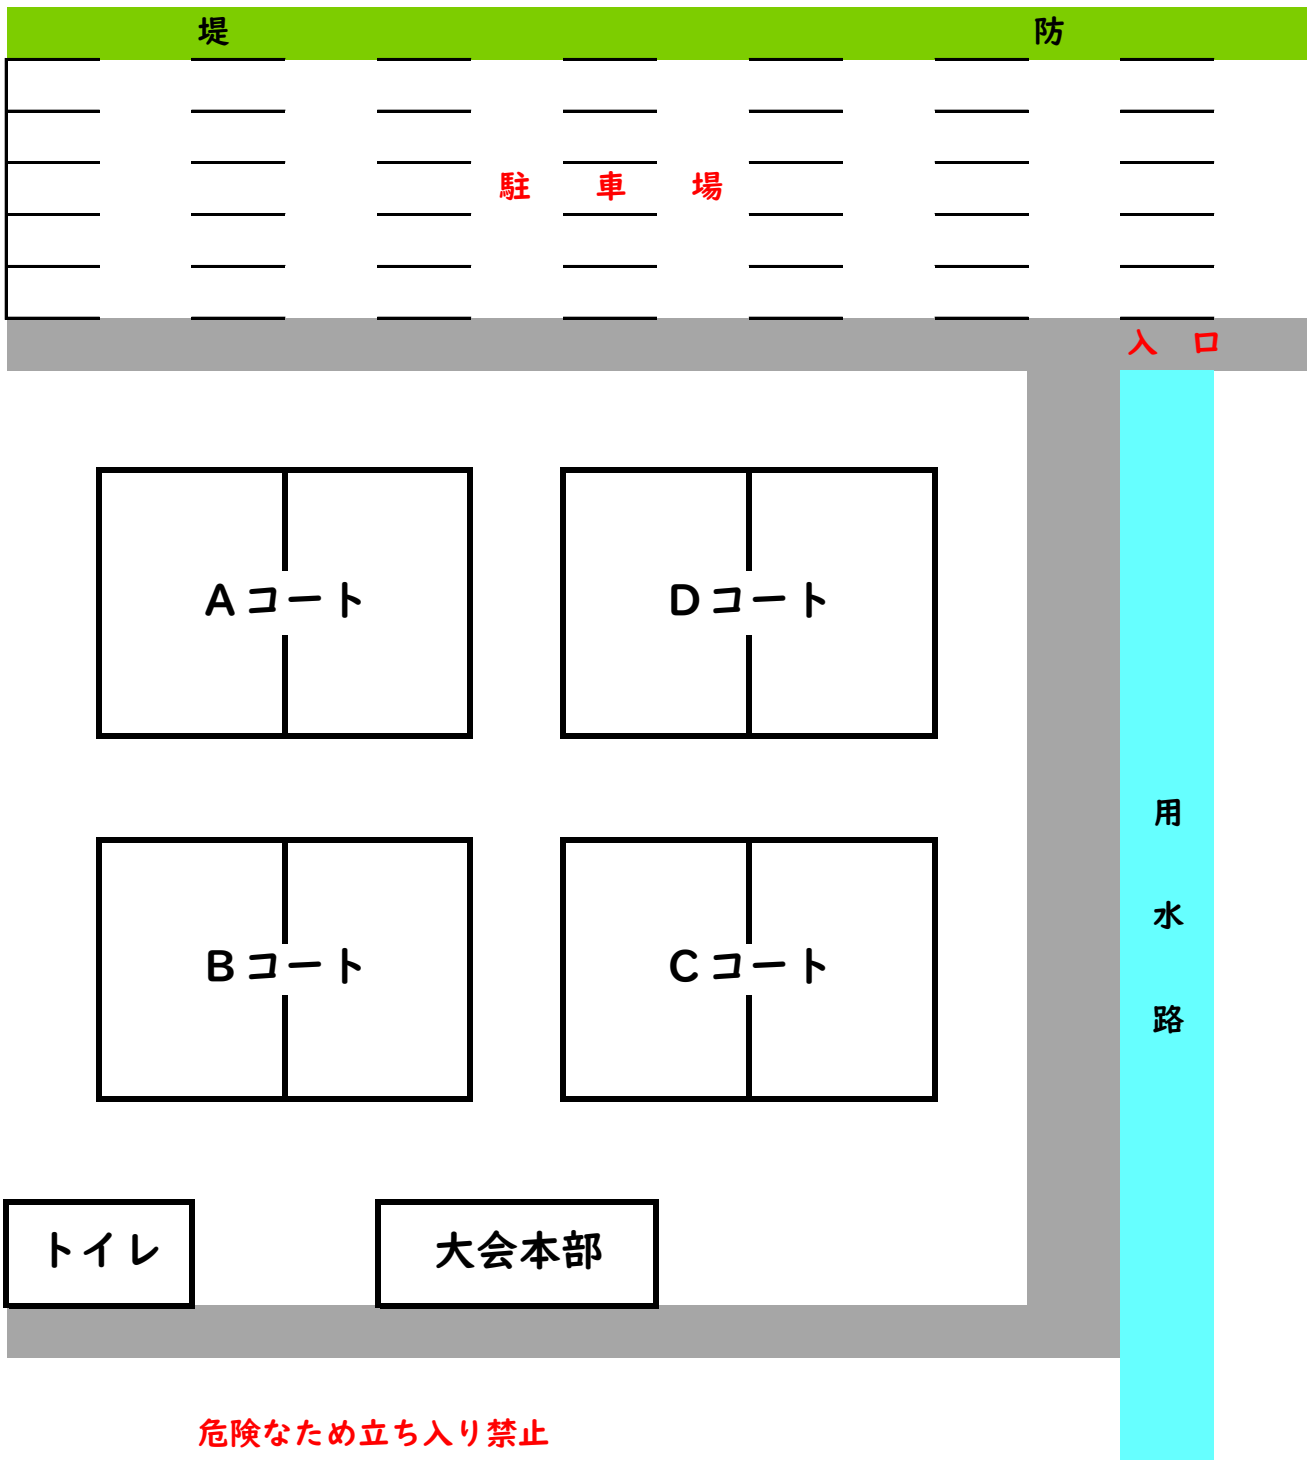 堤　防
駐車場
入口
Aコート　Dコート
用水路
Bコート　Cコート
トイレ　大会本部
危険なため立ち入り禁止